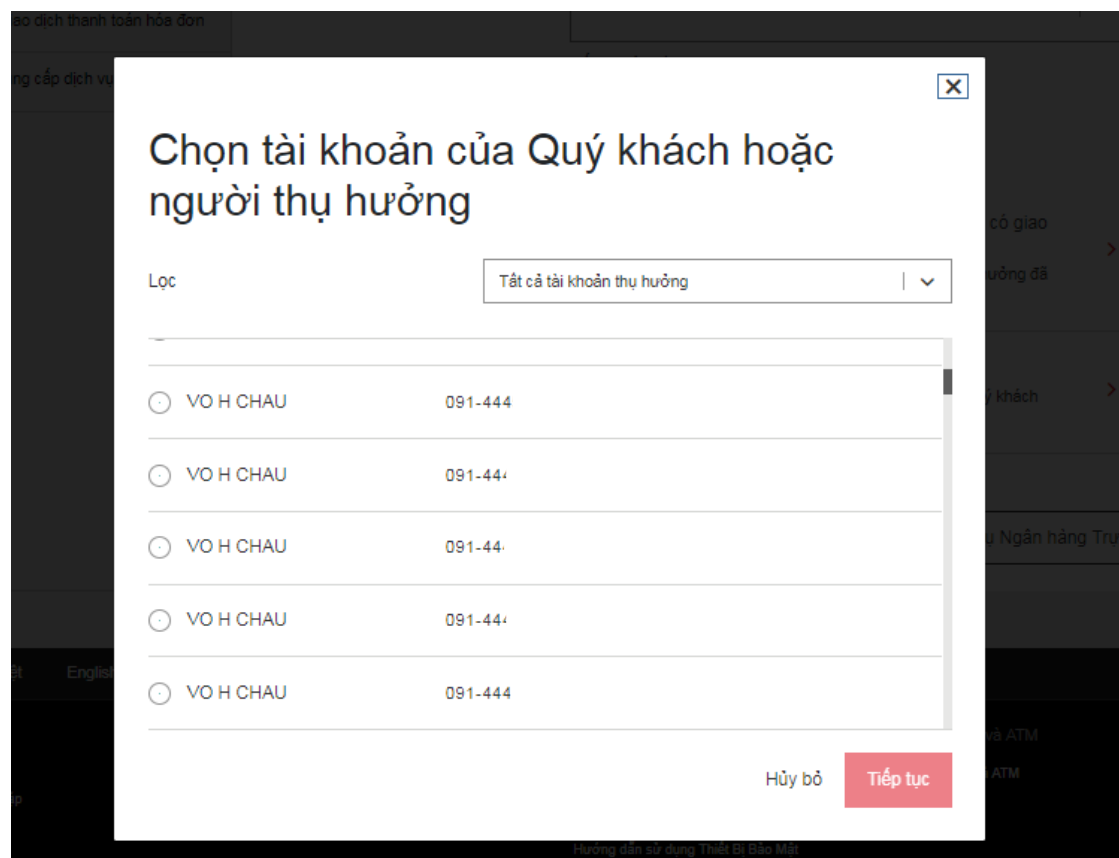 ao dịch thanh toán hóa đơn
ng cấp dịch vụ
Chọn tài khoản của Quý khách hoặc
người thụ hưởng
có giao
Lọc
Tất cả tài khoản thụ hưởng
ưởng đã
VO H CHAU 091-444
ý khách
VO H CHAU 091-444
VO H CHAU 091-44
VO H CHAU 091-444
VO H CHAU 091-444
ụ Ngân hàng Trự
ệt English
và ATM
Hủy bỏ Tiếp tục
ATM
Hướng dẫn sử dụng Thiết Bị Bảo Mật